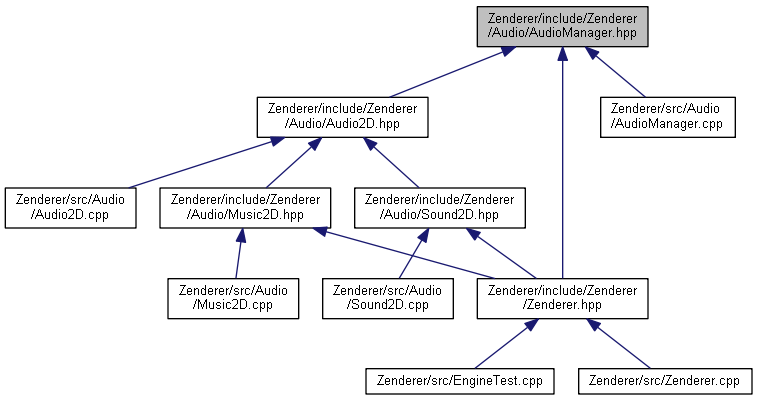 Zenderer/include/Zenderer
/Audio/AudioManager.hpp
Zenderer/include/Zenderer
/Audio/Audio2D.hpp
Zenderer/src/Audio
/AudioManager.cpp
Zenderer/src/Audio
/Audio2D.cpp
Zenderer/include/Zenderer
/Audio/Music2D.hpp
Zenderer/include/Zenderer
/Audio/Sound2D.hpp
Zenderer/src/Audio
/Music2D.cpp
Zenderer/src/Audio
/Sound2D.cpp
Zenderer/include/Zenderer
/Zenderer.hpp
Zenderer/src/EngineTest.cpp
Zenderer/src/Zenderer.cpp